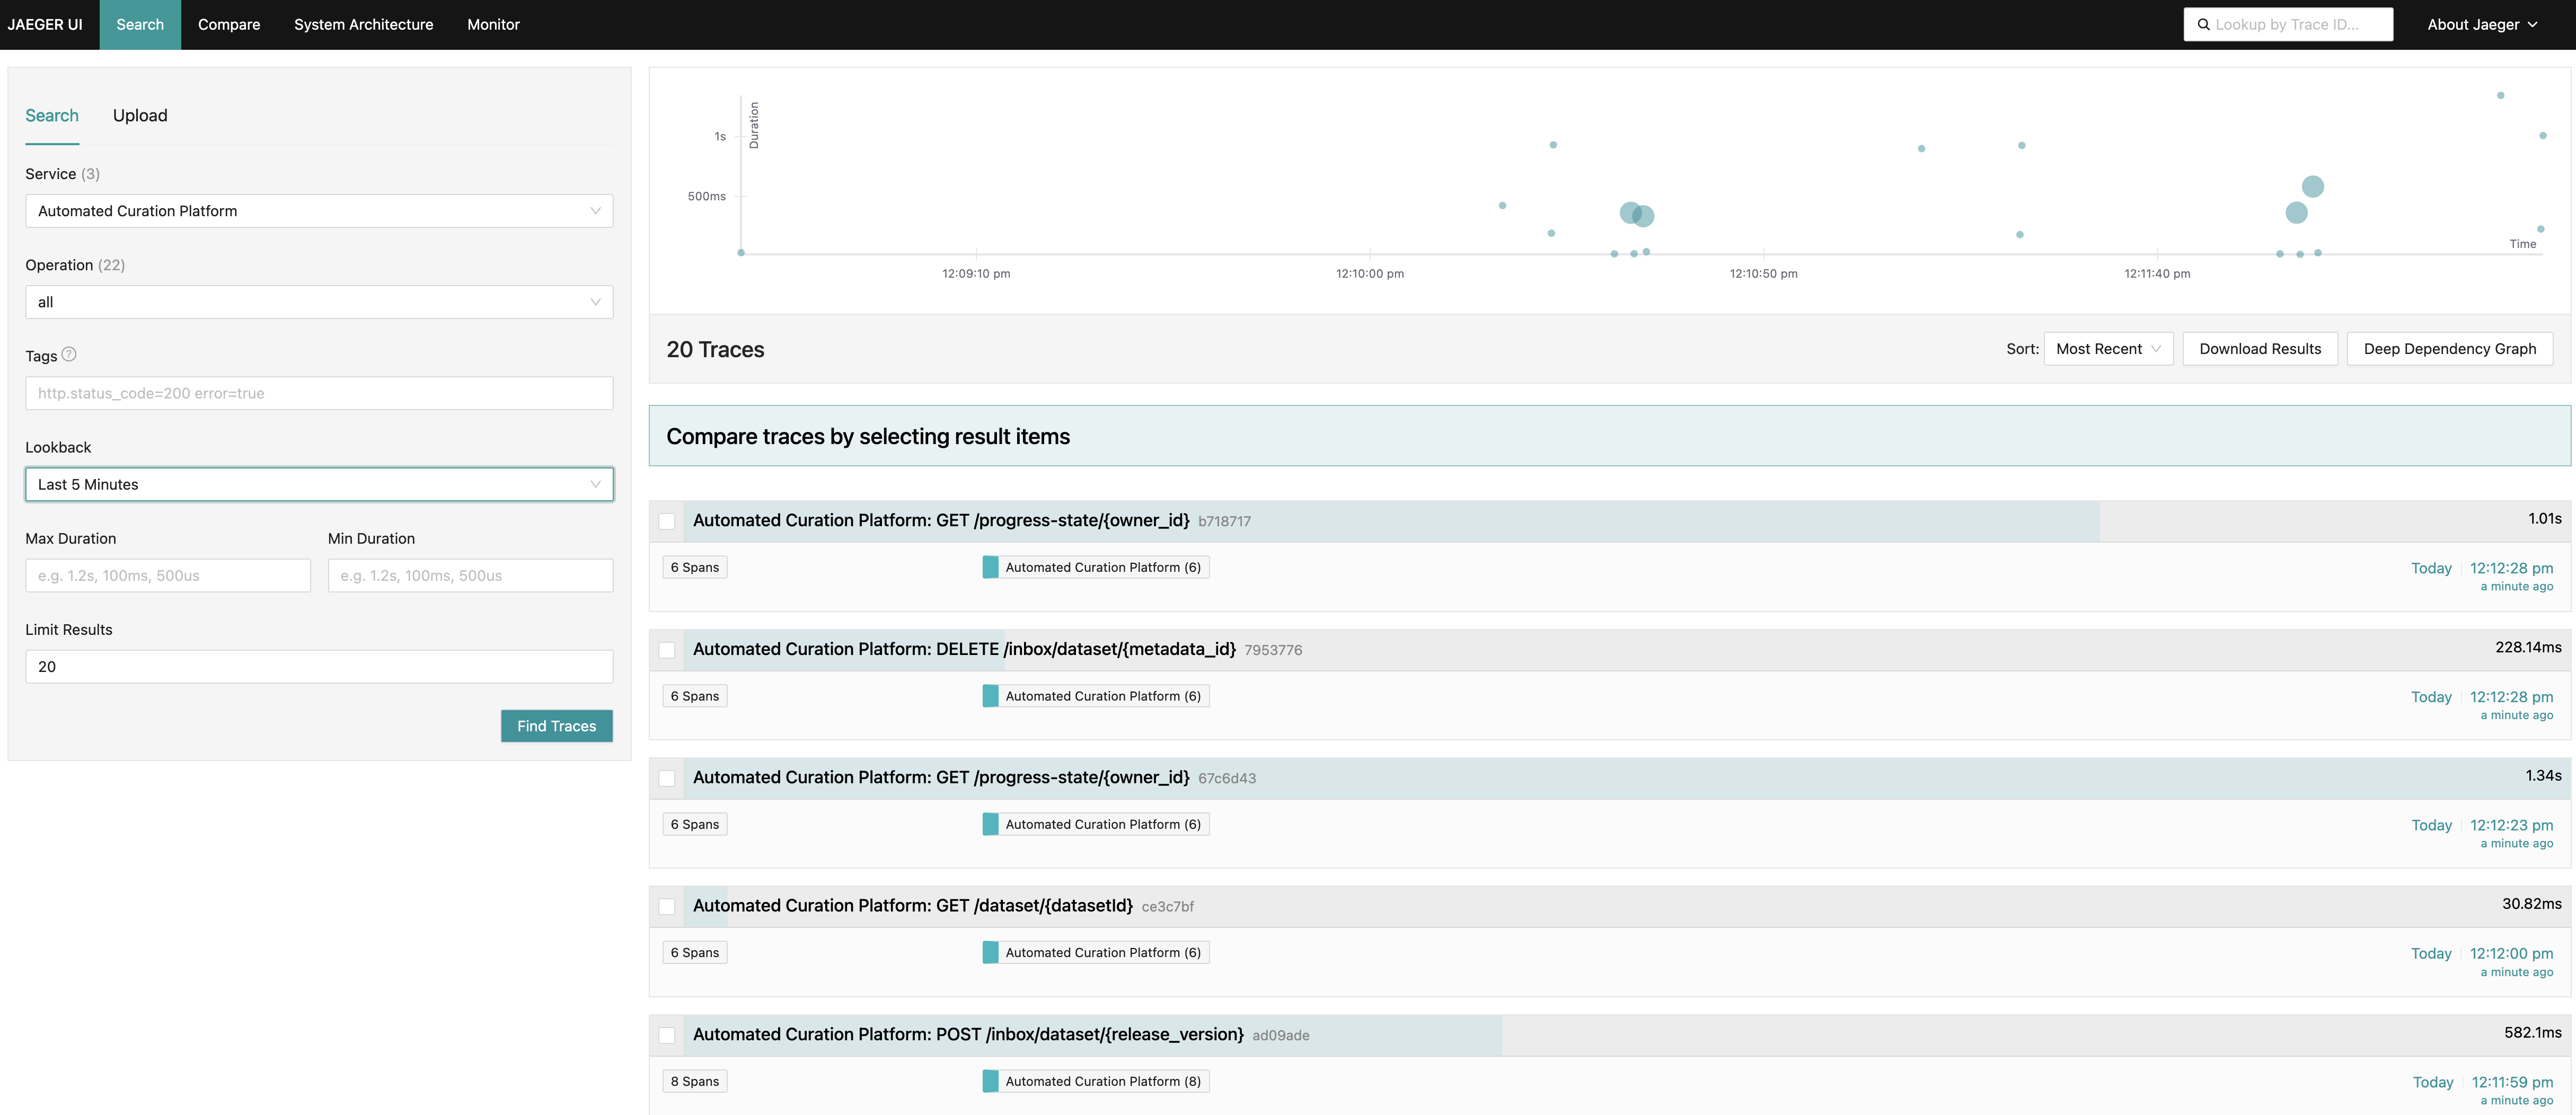 JAEGER UI
Search
Compare
System Architecture
Monitor
Lookup by Trace ID...
About Jaeger
Search
Upload
Service (3)
Automated Curation Platform
Operation (22)
all
Tags ?
http.status_code=200 error=true
Lookback
Last 5 Minutes
Max Duration
Min Duration
e.g. 1.2s, 100ms, 500us
e.g. 1.2s, 100ms, 500us
Limit Results
20
Find Traces
Duration
1s
500ms
Time
12:09:10 pm
12:10:00 pm
12:10:50 pm
12:11:40 pm
20 Traces
Sort: Most Recent
Download Results
Deep Dependency Graph
Compare traces by selecting result items
Automated Curation Platform: GET /progress-state/{owner_id} b718717
1.01s
6 Spans
Automated Curation Platform (6)
Today 12:12:28 pm
a minute ago
Automated Curation Platform: DELETE /inbox/dataset/{metadata_id} 7953776
228.14ms
6 Spans
Automated Curation Platform (6)
Today 12:12:28 pm
a minute ago
Automated Curation Platform: GET /progress-state/{owner_id} 67c6d43
1.34s
6 Spans
Automated Curation Platform (6)
Today 12:12:23 pm
a minute ago
Automated Curation Platform: GET /dataset/{datasetId} ce3c7bf
30.82ms
6 Spans
Automated Curation Platform (6)
Today 12:12:00 pm
a minute ago
Automated Curation Platform: POST /inbox/dataset/{release_version} ad09ade
582.1ms
8 Spans
Automated Curation Platform (8)
Today 12:11:59 pm
a minute ago